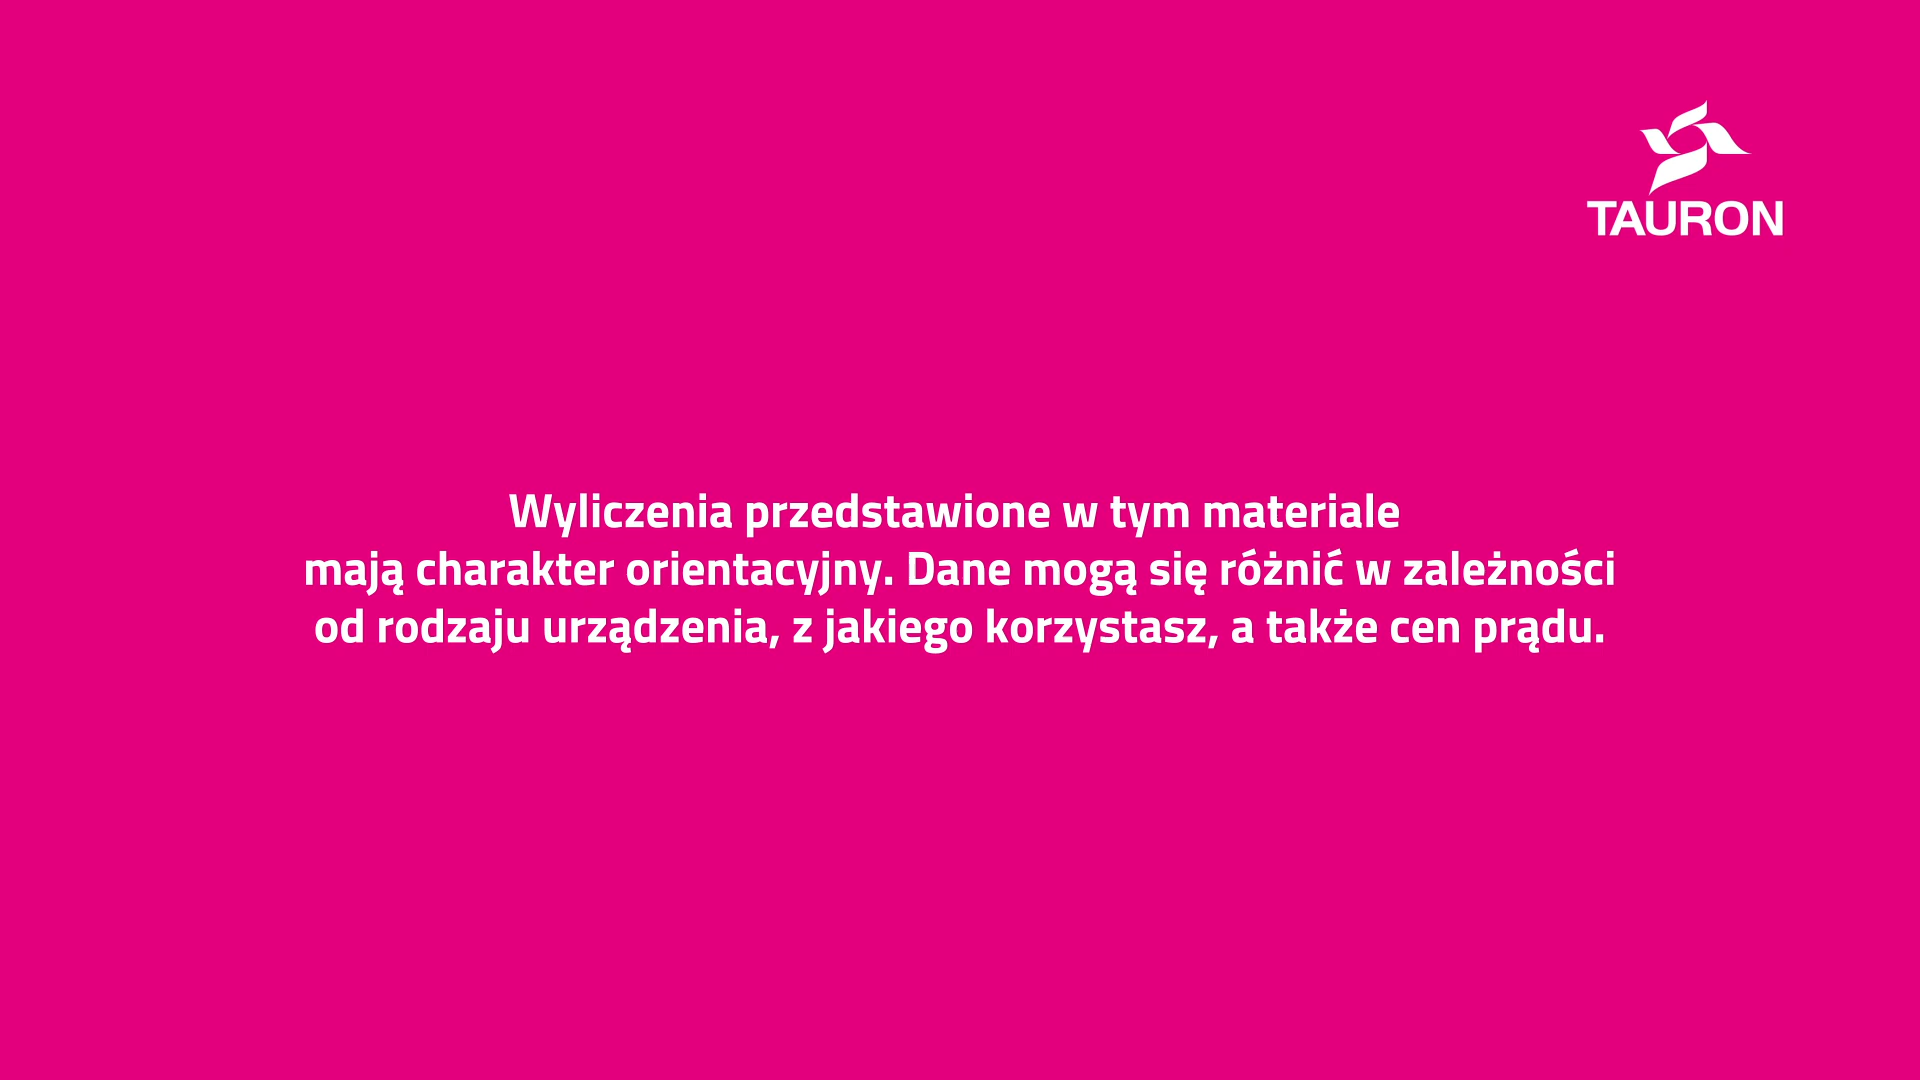 TAURON
Wyliczenia przedstawione w tym materiale
mają charakter orientacyjny. Dane mogą się różnić w zależności
od rodzaju urządzenia, z jakiego korzystasz, a także cen prądu.